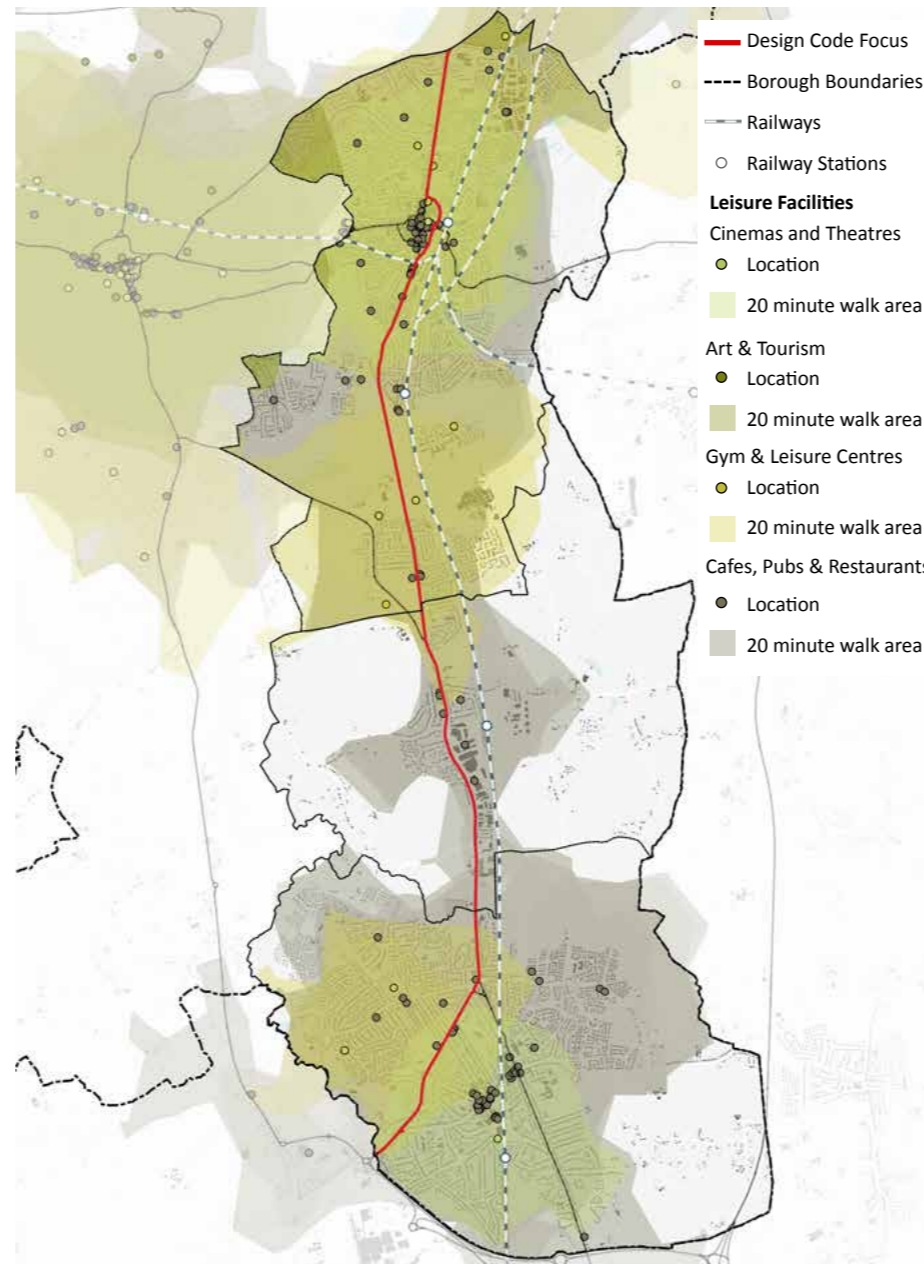 Design Code Focus
Borough Boundaries
Railways
Railway Stations
Leisure Facilities
Cinemas and Theatres
Location
20 minute walk area
Art & Tourism
Location
20 minute walk area
Gym & Leisure Centres
Location
20 minute walk area
Cafes, Pubs & Restaurants
Location
20 minute walk area